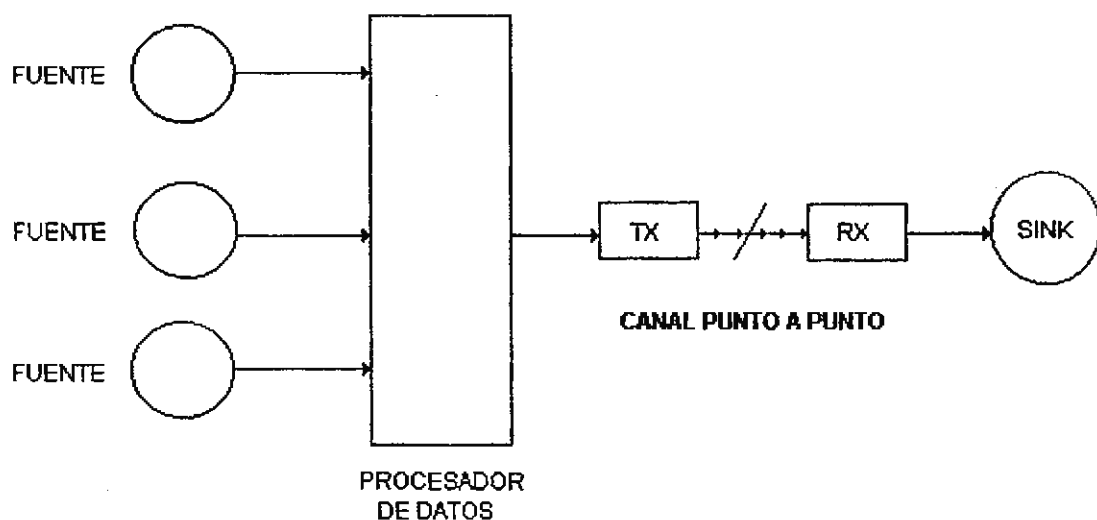 FUENTE
FUENTE
FUENTE
PROCESADOR
DE DATOS
TX
RX
SINK
CANAL PUNTO A PUNTO